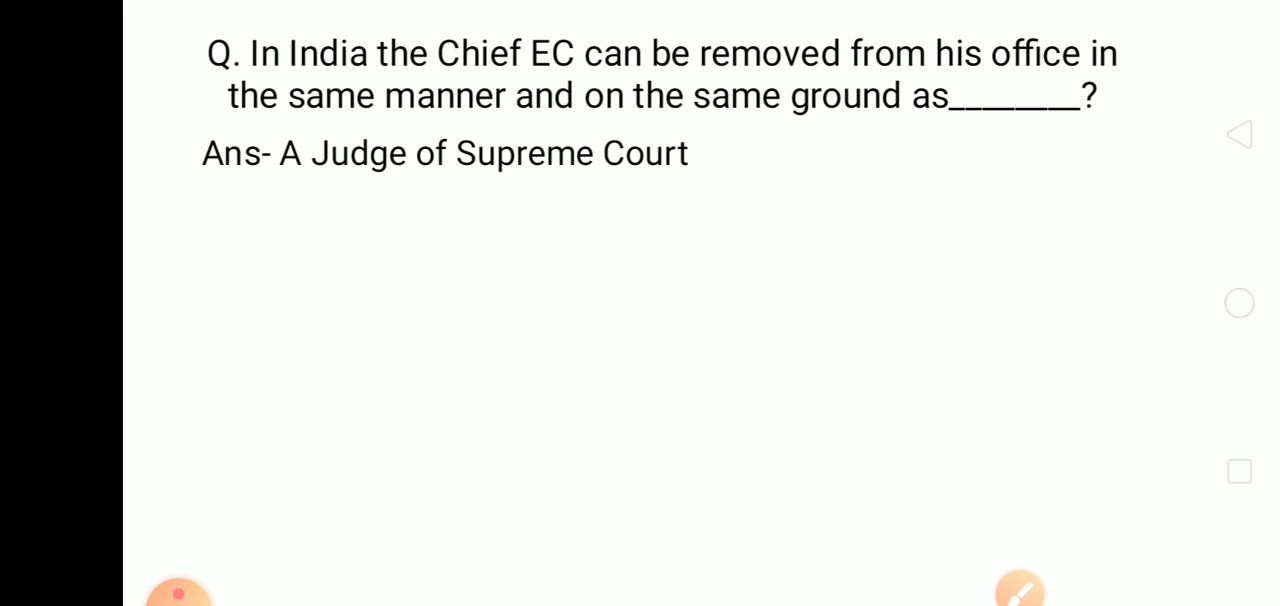 Q. In India the Chief EC can be removed from his office in
the same manner and on the same ground as________?
Ans- A Judge of Supreme Court